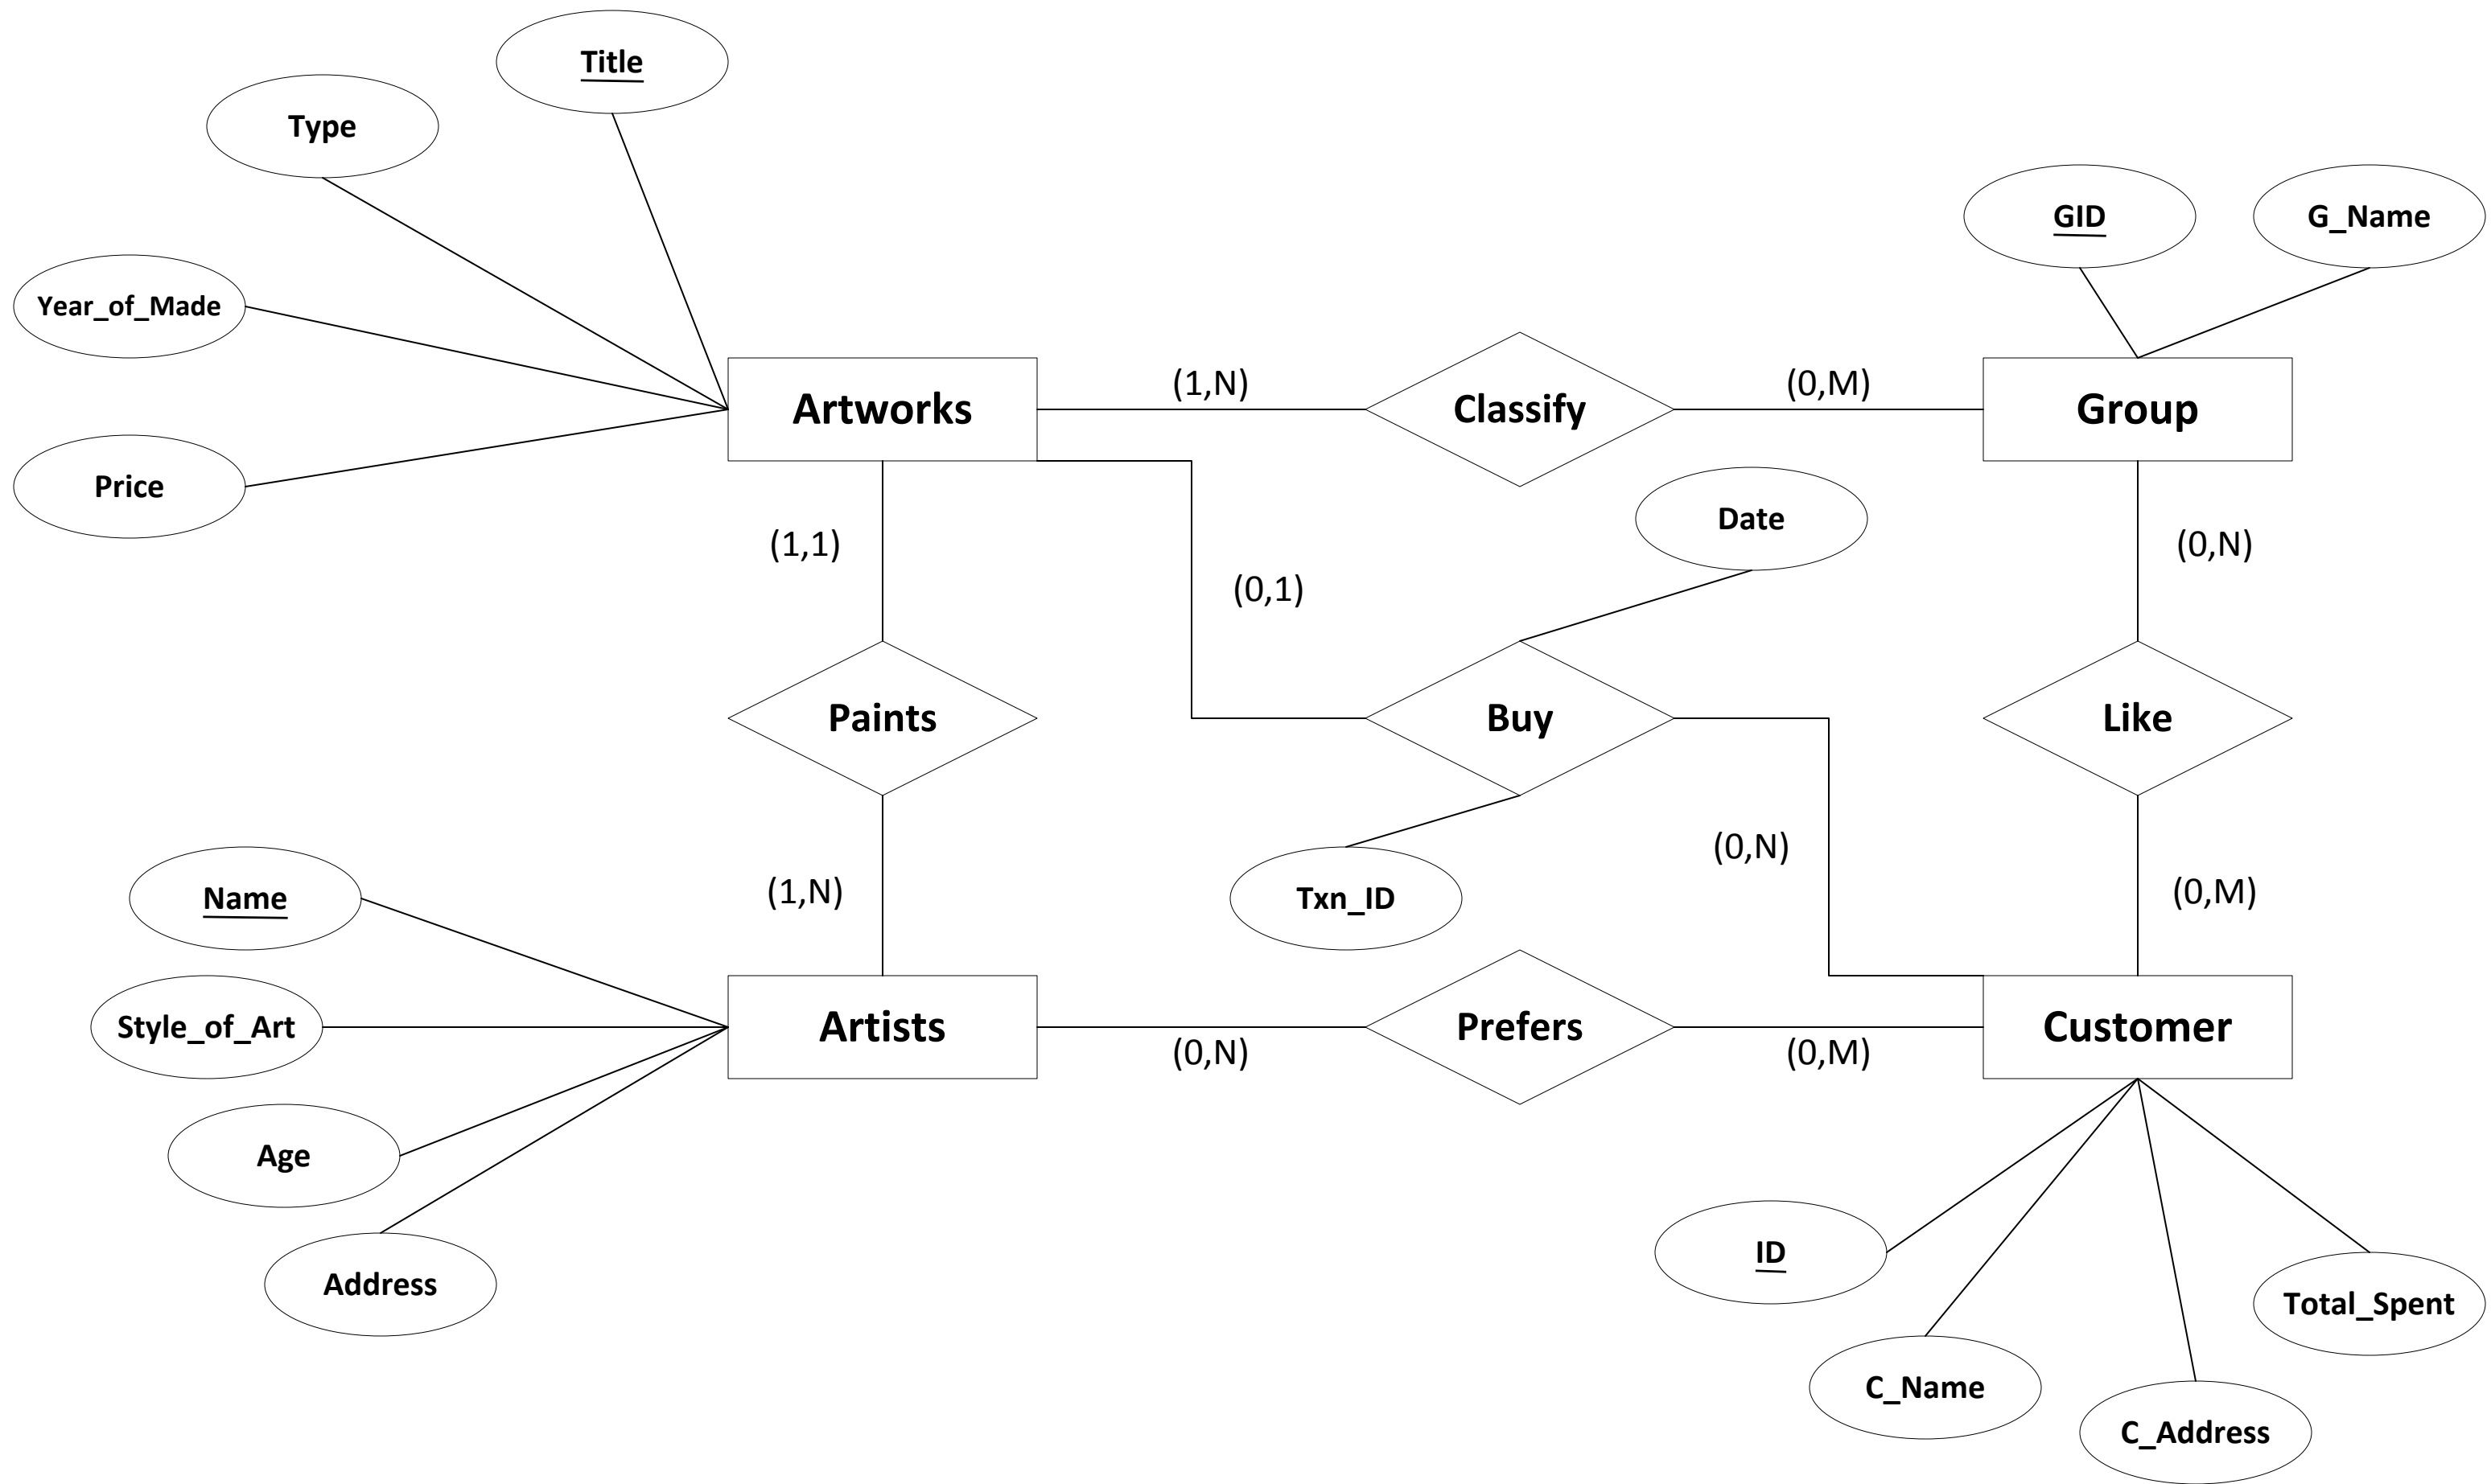 Title
Type
GID
G_Name
Year_of_Made
(1,N)
(0,M)
Artworks
Classify
Group
Price
Date
(1,1)
(0,N)
(0,1)
Paints
Buy
Like
(0,N)
(1,N)
(0,M)
Name
Txn_ID
Style_of_Art
Artists
Prefers
Customer
(0,N)
(0,M)
Age
ID
Address
Total_Spent
C_Name
C_Address